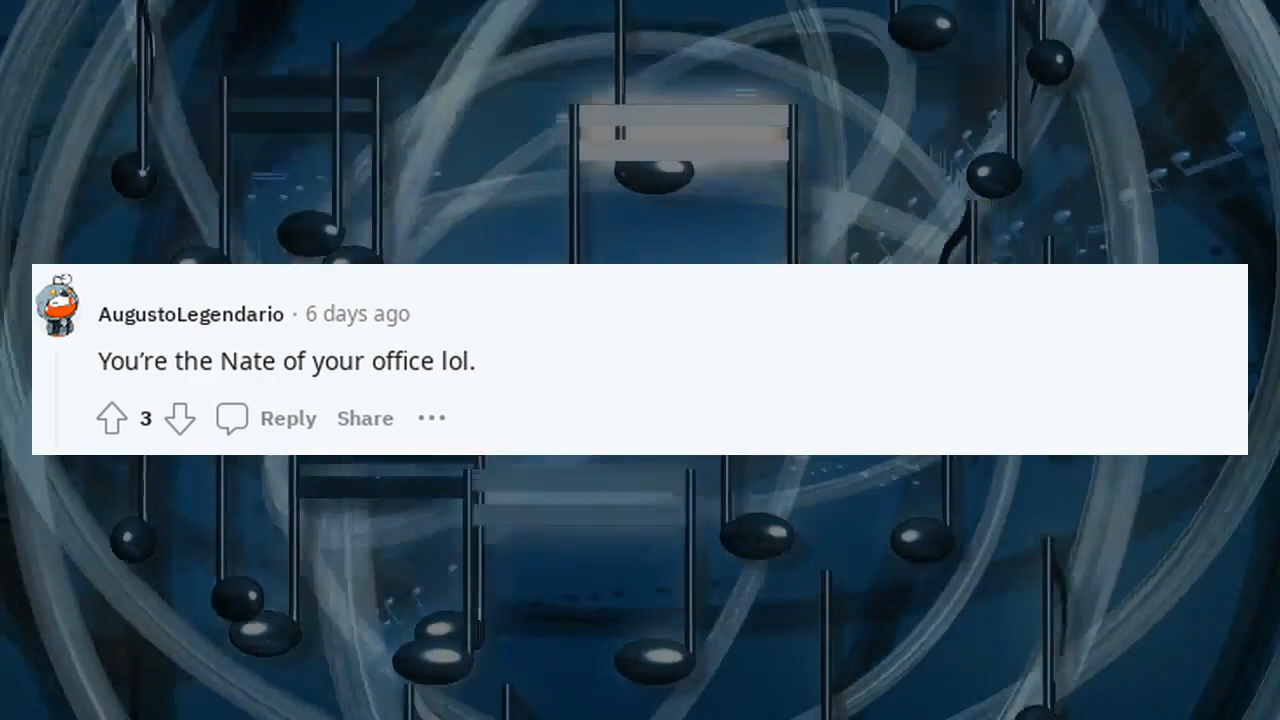 AugustoLegendario · 6 days ago
You’re the Nate of your office lol.
3 Reply Share ···